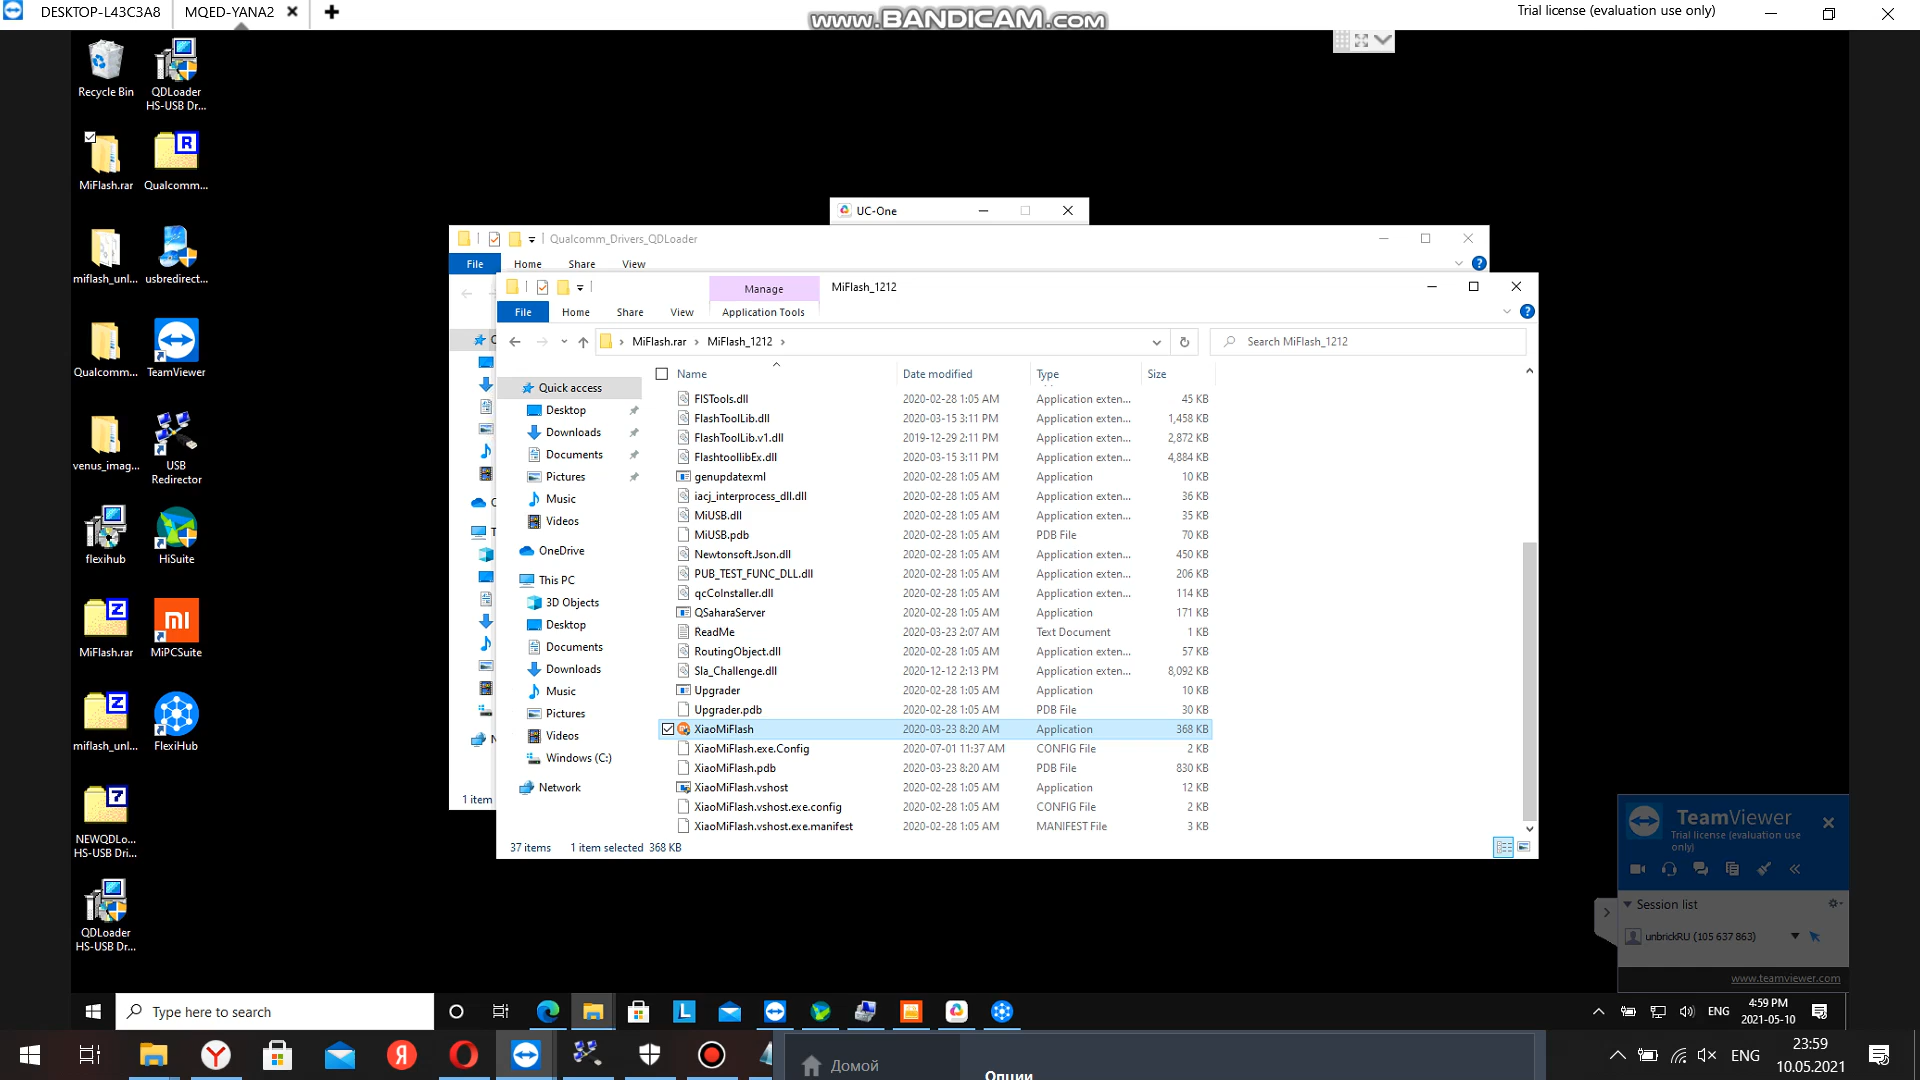 DESKTOP-L43C3A8
MQED-YANA2
www.BANDICAM.com
Trial license (evaluation use only)
Recycle Bin
QDLoader
HS-USB Dr...
MiFlash.rar
Qualcomm...
miflash_unl...
usbredirect...
Qualcomm...
TeamViewer
venus_imag...
USB
Redirector
flexihub
HiSuite
MiFlash.rar
MiPCSuite
miflash_unl...
FlexiHub
NEWQDLo...
HS-USB Dri...
QDLoader
HS-USB Dr...
UC-One
Qualcomm_Drivers_QDLoader
File
Home
Share
View
1 item
Manage
MiFlash_1212
File
Home
Share
View
Application Tools
MiFlash.rar
MiFlash_1212
Search MiFlash_1212
Quick access
Desktop
Downloads
Documents
Pictures
Music
Videos
OneDrive
This PC
3D Objects
Desktop
Documents
Downloads
Music
Pictures
Videos
Windows (C:)
Network
Name Date modified Type Size
FISTools.dll 2020-02-28 1:05 AM Application exten... 45 KB
FlashToolLib.dll 2020-03-15 3:11 PM Application exten... 1,458 KB
FlashToolLib.v1.dll 2019-12-29 2:11 PM Application exten... 2,872 KB
FlashtoollibEx.dll 2020-03-15 3:11 PM Application exten... 4,884 KB
genupdatexml 2020-02-28 1:05 AM Application 10 KB
iacj_interprocess_dll.dll 2020-02-28 1:05 AM Application exten... 36 KB
MiUSB.dll 2020-02-28 1:05 AM Application exten... 35 KB
MiUSB.pdb 2020-02-28 1:05 AM PDB File 70 KB
Newtonsoft.Json.dll 2020-02-28 1:05 AM Application exten... 450 KB
PUB_TEST_FUNC_DLL.dll 2020-02-28 1:05 AM Application exten... 206 KB
qcCoInstaller.dll 2020-02-28 1:05 AM Application exten... 114 KB
QSaharaServer 2020-02-28 1:05 AM Application 171 KB
ReadMe 2020-03-23 2:07 AM Text Document 1 KB
RoutingObject.dll 2020-02-28 1:05 AM Application exten... 57 KB
Sla_Challenge.dll 2020-12-12 2:13 PM Application exten... 8,092 KB
Upgrader 2020-02-28 1:05 AM Application 10 KB
Upgrader.pdb 2020-02-28 1:05 AM PDB File 30 KB
XiaoMiFlash 2020-03-23 8:20 AM Application 368 KB
XiaoMiFlash.exe.Config 2020-07-01 11:37 AM CONFIG File 2 KB
XiaoMiFlash.pdb 2020-03-23 8:20 AM PDB File 830 KB
XiaoMiFlash.vshost 2020-02-28 1:05 AM Application 12 KB
XiaoMiFlash.vshost.exe.config 2020-02-28 1:05 AM CONFIG File 2 KB
XiaoMiFlash.vshost.exe.manifest 2020-02-28 1:05 AM MANIFEST File 3 KB
37 items 1 item selected 368 KB
TeamViewer
Trial license (evaluation use
only)
Session list
unbrickRU (105 637 863)
www.teamviewer.com
Type here to search
ENG
4:59 PM
2021-05-10
Домой
Опции
ENG
23:59
10.05.2021